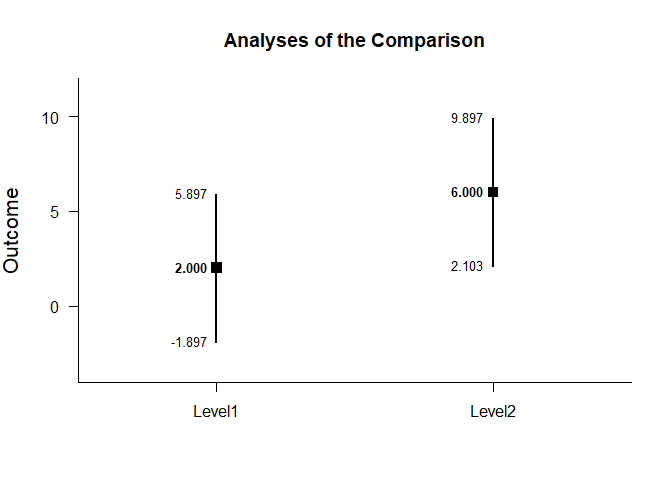 Analyses of the Comparison
Outcome
10
5
0
5.897
2.000
-1.897
9.897
6.000
2.103
Level1
Level2